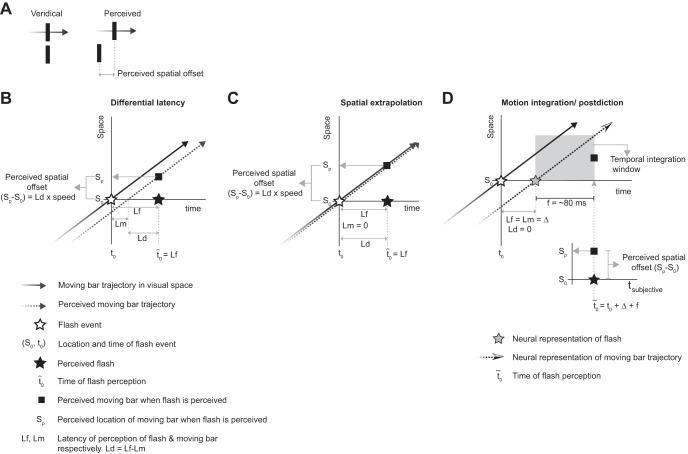 A
Veridical
Perceived
Perceived spatial offset
B
Differential latency
Space
Perceived spatial
offset
(Sp-S0) = Ld x speed
Sp
S0
Lf
Lm
Ld
time
t0
t̂0 = Lf
C
Spatial extrapolation
Space
Perceived spatial
offset
(Sp-S0) = Ld x speed
Sp
S0
Lf
Lm = 0
Ld
time
t0
t̂0 = Lf
D
Motion integration/ postdiction
Space
S0
Temporal integration
window
time
Lf = Lm = Δ
Ld = 0
f = ~80 ms
t0
Sp
S0
Perceived spatial
offset (Sp-S0)
tsubjective
t̄0 = t0 + Δ + f
Moving bar trajectory in visual space
Perceived moving bar trajectory
Flash event
(S0, t0) Location and time of flash event
Perceived flash
t̂0 Time of flash perception
Perceived moving bar when flash is perceived
Sp Perceived location of moving bar when flash is perceived
Lf, Lm Latency of perception of flash & moving bar
respectively. Ld = Lf-Lm
Neural representation of flash
Neural representation of moving bar trajectory
t̄0 Time of flash perception